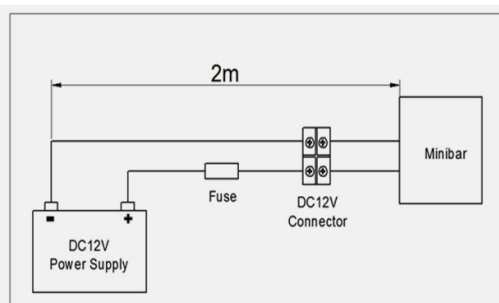 2m
Minibar
Fuse
DC12V
Connector
- +
DC12V
Power Supply